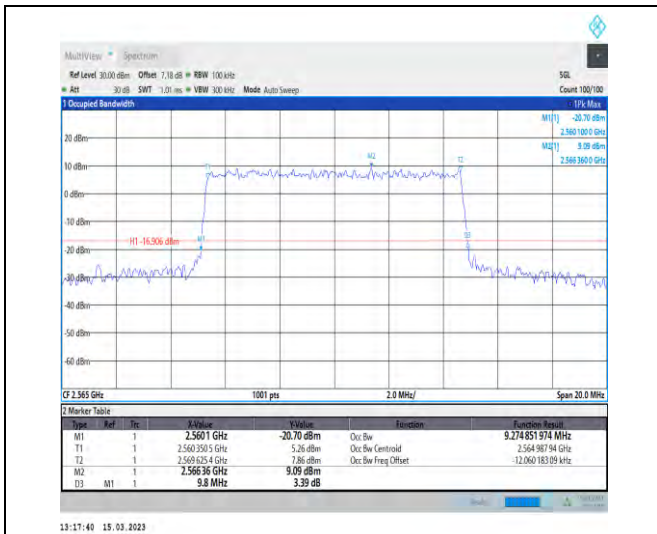 MultiView Spectrum
Ref Level 30.00 dBm Offset 7.18 dB RBW 100 kHz SGL
Att 30 dB SWT 1.01 ms VBW 300 kHz Mode Auto Sweep Count 100/100
1 Occupied Bandwidth 1Pk Max
M1[1] -20.70 dBm
2.560 100 0 GHz
M2[1] 9.09 dBm
2.566 360 0 GHz
20 dBm
M2
T2
10 dBm
0 dBm
-10 dBm
H1 -16.906 dBm
M1
-20 dBm
-30 dBm
-40 dBm
-50 dBm
-60 dBm
CF 2.565 GHz 1001 pts 2.0 MHz/ Span 20.0 MHz
2 Marker Table
Type Ref Trc X-Value Y-Value Function Function Result
M1 1 2.5601 GHz -20.70 dBm Occ Bw 9.274 851 974 MHz
T1 1 2.560 350 5 GHz 5.26 dBm Occ Bw Centroid 2.564 987 94 GHz
T2 1 2.569 625 4 GHz 7.86 dBm Occ Bw Freq Offset -12.060 183 09 kHz
M2 1 2.566 36 GHz 9.09 dBm
D3 M1 1 9.8 MHz 3.39 dB
13:17:40 15.03.2023